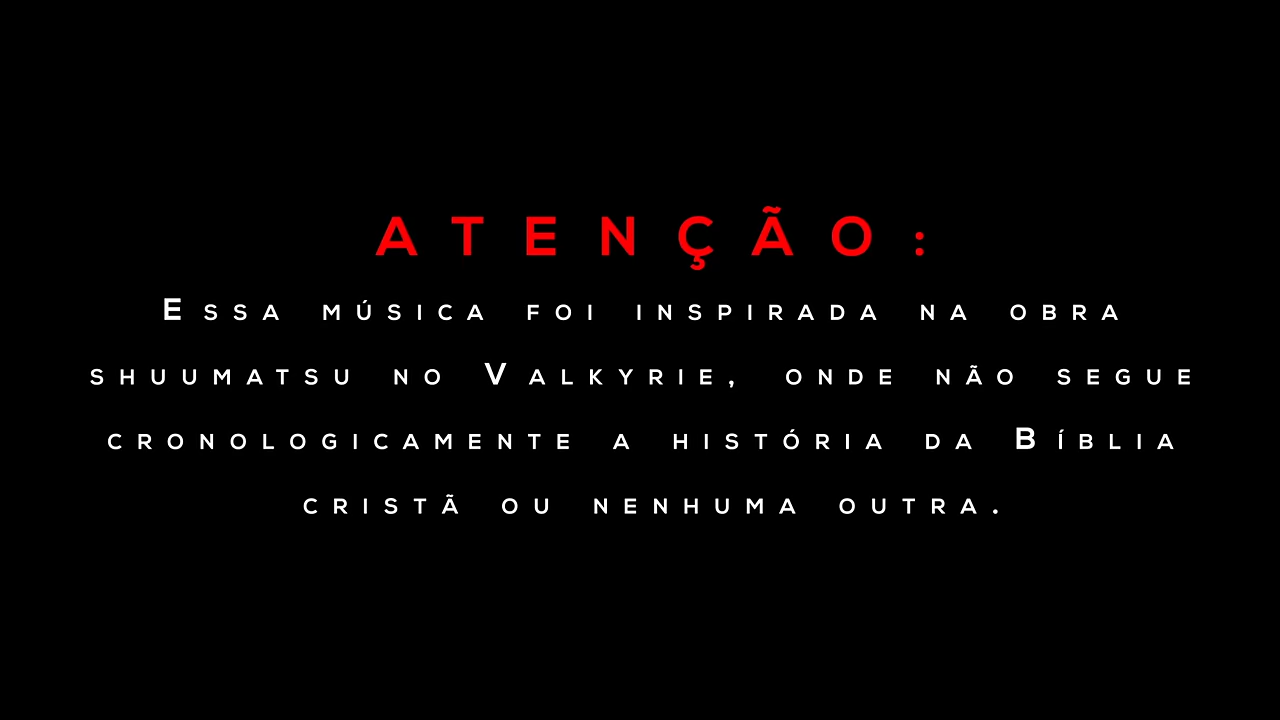 ATENÇÃO:
Essa música foi inspirada na obra
shuumatsu no Valkyrie, onde não segue
cronologicamente a história da Bíblia
cristã ou nenhuma outra.